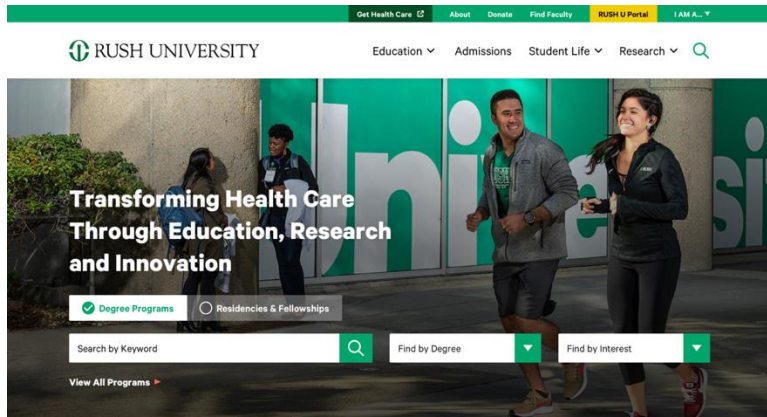 Get Health Care
About
Donate
Find Faculty
RUSH U Portal
I AM A...
RUSH UNIVERSITY
Education
Admissions
Student Life
Research
Universi
Transforming Health Care
Through Education, Research
and Innovation
Degree Programs
Residencies & Fellowships
Search by Keyword
Find by Degree
Find by Interest
View All Programs